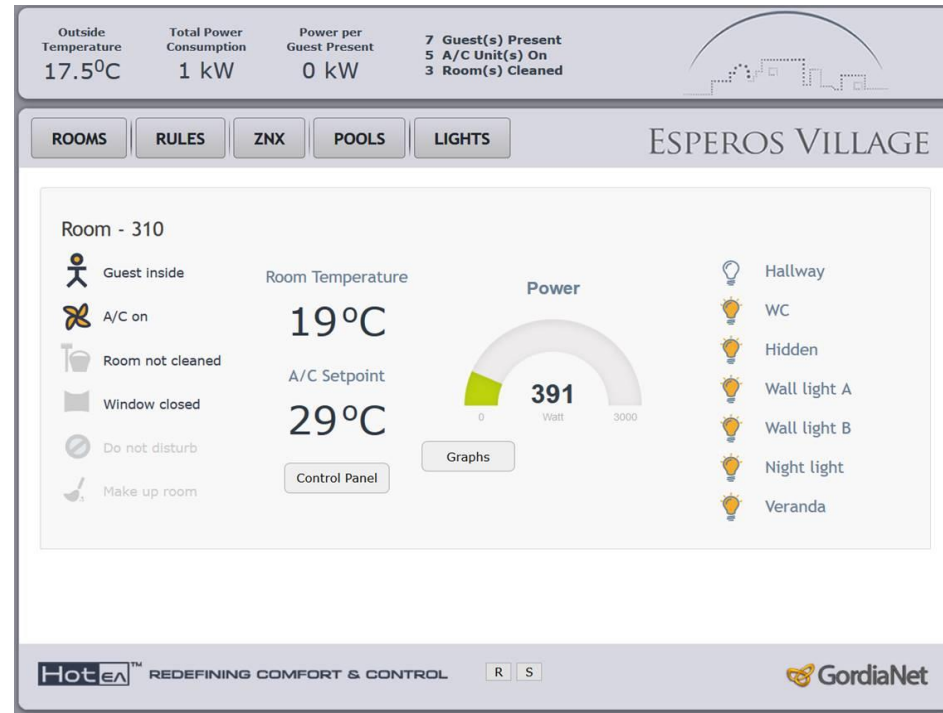 Outside
Temperature
17.5⁰C
Total Power
Consumption
1 kW
Power per
Guest Present
0 kW
7 Guest(s) Present
5 A/C Unit(s) On
3 Room(s) Cleaned
ROOMS
RULES
ZNX
POOLS
LIGHTS
ESPEROS VILLAGE
Room - 310
Guest inside
A/C on
Room not cleaned
Window closed
Do not disturb
Make up room
Room Temperature
19°C
A/C Setpoint
29°C
Control Panel
Power
391
Watt
0
3000
Graphs
Hallway
WC
Hidden
Wall light A
Wall light B
Night light
Veranda
HotEA™ REDEFINING COMFORT & CONTROL
R
S
GordiaNet